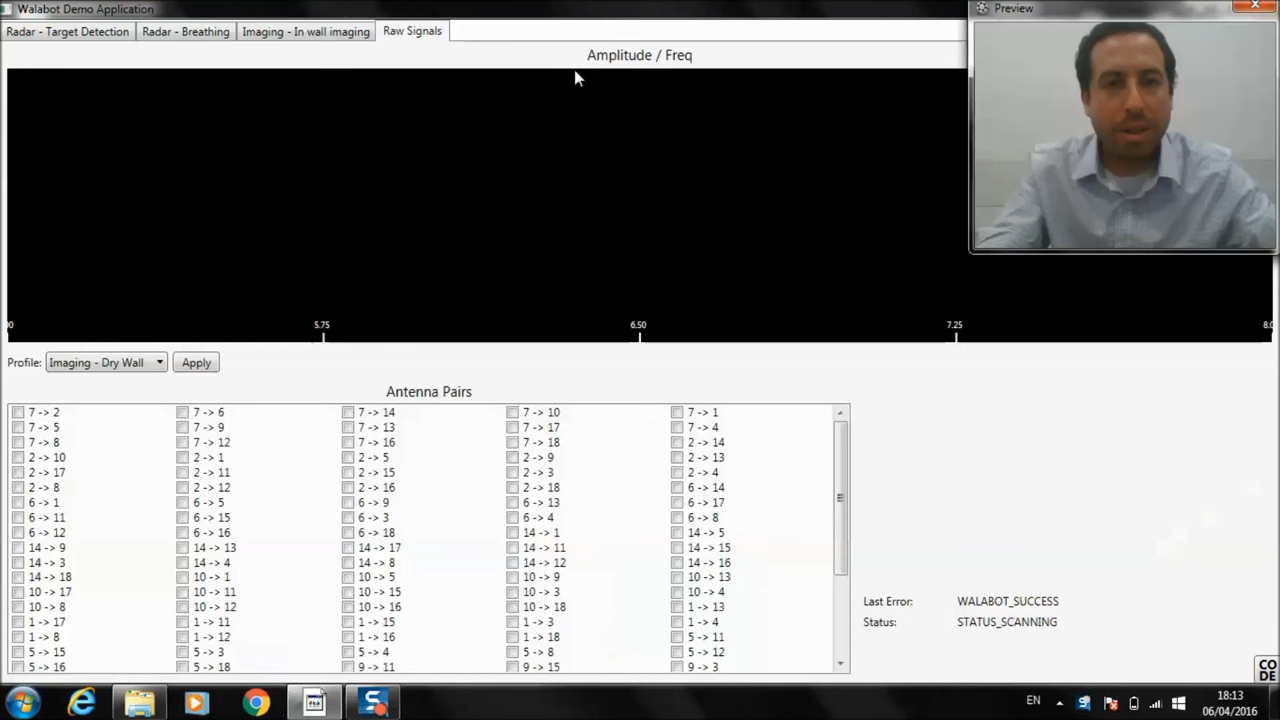 Walabot Demo Application
Preview
Radar - Target Detection Radar - Breathing Imaging - In wall imaging Raw Signals
Amplitude / Freq
5.75 6.50 7.25
Profile: Imaging - Dry Wall Apply
Antenna Pairs
7 -> 2 7 -> 6 7 -> 14 7 -> 10 7 -> 1
7 -> 5 7 -> 9 7 -> 13 7 -> 17 7 -> 4
7 -> 8 7 -> 12 7 -> 16 7 -> 18 2 -> 14
2 -> 10 2 -> 1 2 -> 5 2 -> 9 2 -> 13
2 -> 17 2 -> 11 2 -> 15 2 -> 3 2 -> 4
2 -> 8 2 -> 12 2 -> 16 2 -> 18 6 -> 14
6 -> 1 6 -> 5 6 -> 9 6 -> 13 6 -> 17
6 -> 11 6 -> 15 6 -> 3 6 -> 4 6 -> 8
6 -> 12 6 -> 16 6 -> 18 14 -> 1 14 -> 5
14 -> 9 14 -> 13 14 -> 17 14 -> 11 14 -> 15
14 -> 3 14 -> 4 14 -> 8 14 -> 12 14 -> 16
14 -> 18 10 -> 1 10 -> 5 10 -> 9 10 -> 13
10 -> 17 10 -> 11 10 -> 15 10 -> 3 10 -> 4
10 -> 8 10 -> 12 10 -> 16 10 -> 18 1 -> 13
1 -> 17 1 -> 11 1 -> 15 1 -> 3 1 -> 4
1 -> 8 1 -> 12 1 -> 16 1 -> 18 5 -> 11
5 -> 15 5 -> 3 5 -> 4 5 -> 8 5 -> 12
5 -> 16 5 -> 18 9 -> 11 9 -> 15 9 -> 3
Last Error: WALABOT_SUCCESS
Status: STATUS_SCANNING
CO
DE
EN
18:13
06/04/2016